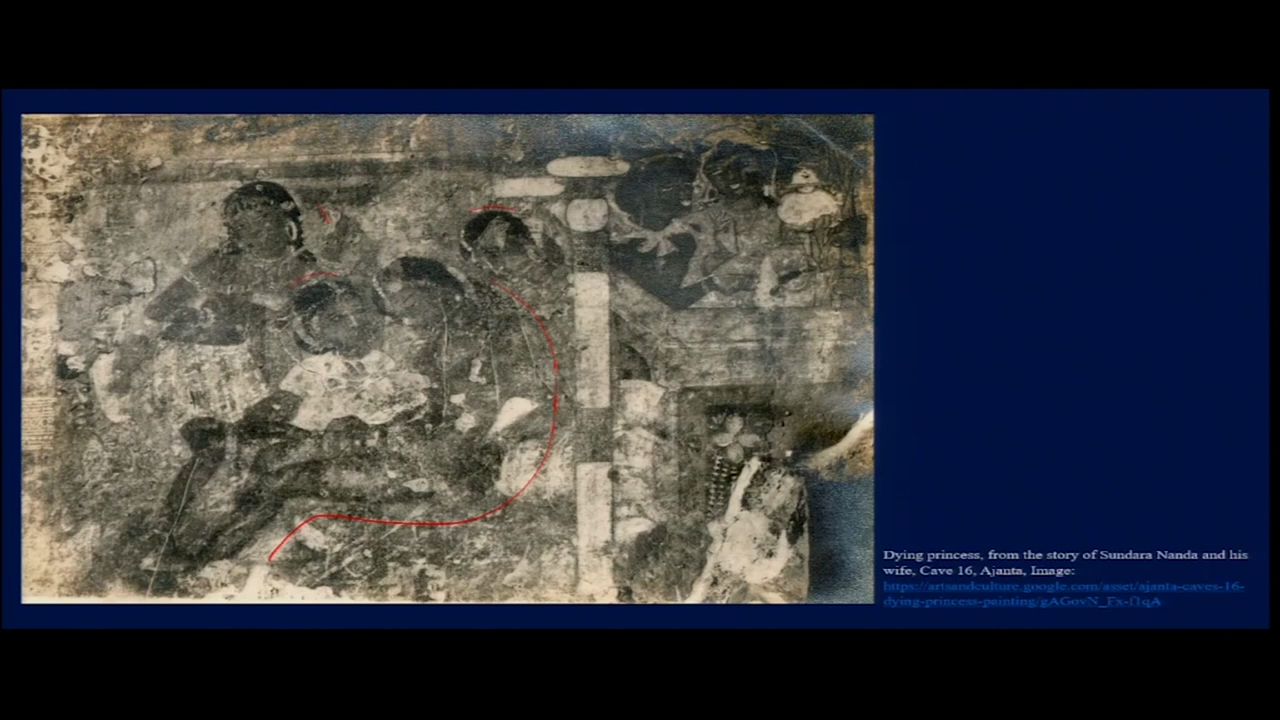 Dying princess, from the story of Sundara Nanda and his
wife, Cave 16, Ajanta, Image:
https://artsandculture.google.com/asset/ajanta-caves-16-
dying-princess-painting/gAGovN_Fx-f1qA